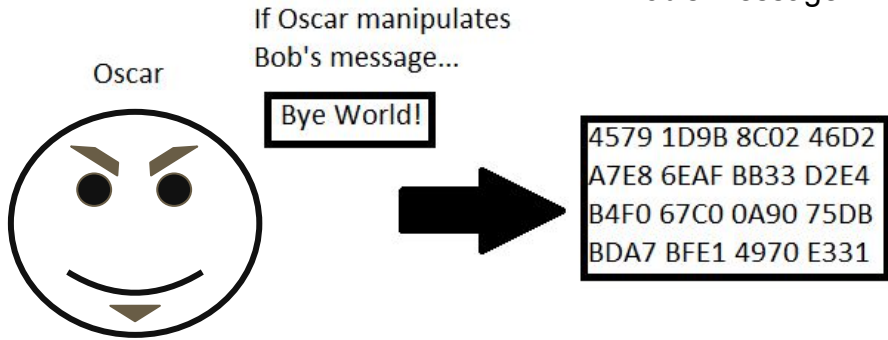 If Oscar manipulates
Bob's message...
Oscar
Bye World!
4579 1D9B 8C02 46D2
A7E8 6EAF BB33 D2E4
B4F0 67C0 0A90 75DB
BDA7 BFE1 4970 E331